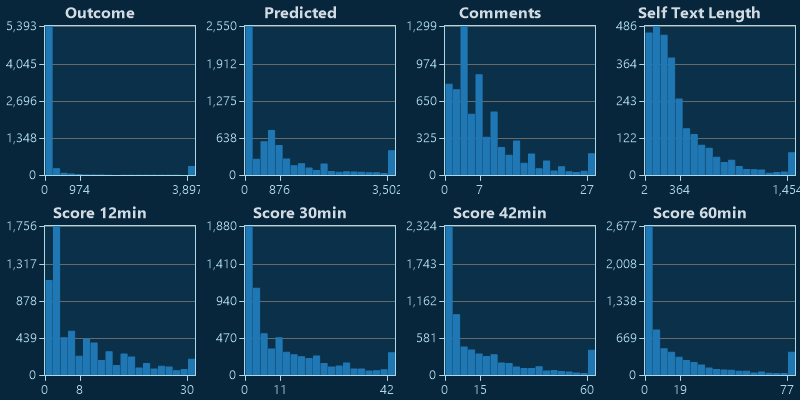 Outcome
5,393
4,045
2,696
1,348
0
0 974 3,897
Predicted
2,550
1,912
1,275
638
0
0 876 3,502
Comments
1,299
974
650
325
0
0 7 27
Self Text Length
486
364
243
122
0
2 364 1,454
Score 12min
1,756
1,317
878
439
0
0 8 30
Score 30min
1,880
1,410
940
470
0
0 11 42
Score 42min
2,324
1,743
1,162
581
0
0 15 60
Score 60min
2,677
2,008
1,338
669
0
0 19 77